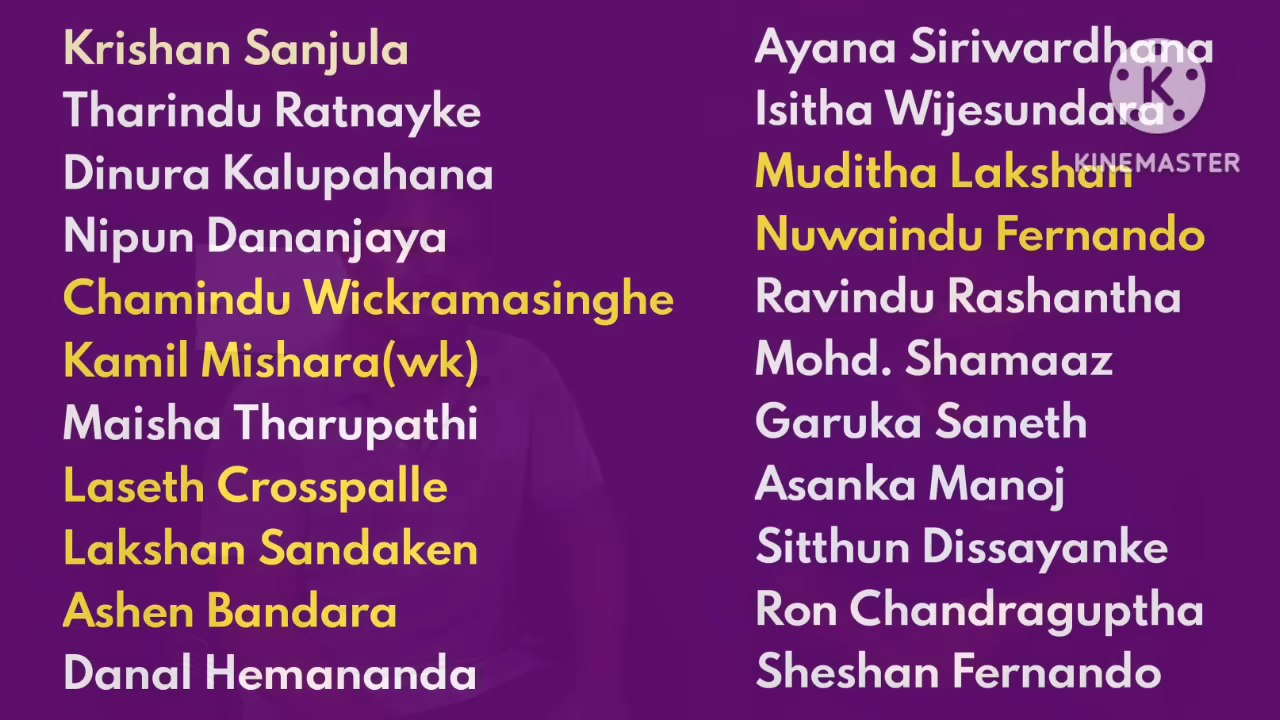 Krishan Sanjula
Tharindu Ratnayke
Dinura Kalupahana
Nipun Dananjaya
Chamindu Wickramasinghe
Kamil Mishara(wk)
Maisha Tharupathi
Laseth Crosspalle
Lakshan Sandaken
Ashen Bandara
Danal Hemananda
Ayana Siriwardhana
Isitha Wijesundara
Muditha Lakshan
Nuwaindu Fernando
Ravindu Rashantha
Mohd. Shamaaz
Garuka Saneth
Asanka Manoj
Sitthun Dissayanke
Ron Chandraguptha
Sheshan Fernando
K
KINEMASTER